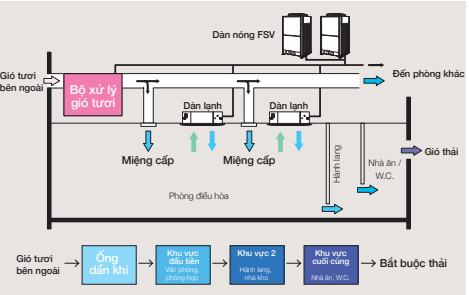 Dàn nóng FSV
Gió tươi
bên ngoài
Bộ xử lý
gió tươi
Đến phòng khác
Dàn lạnh
Dàn lạnh
Miệng cấp
Miệng cấp
Hành lang
Nhà ăn /
W.C.
Gió thải
Phòng điều hòa
Gió tươi
bên ngoài
Ống
dẫn khí
Khu vực
đầu tiên
Văn phòng,
phòng họp
Khu vực 2
Hành lang,
nhà kho
Khu vực
cuối cùng
Nhà ăn, W.C.
Bắt buộc thải